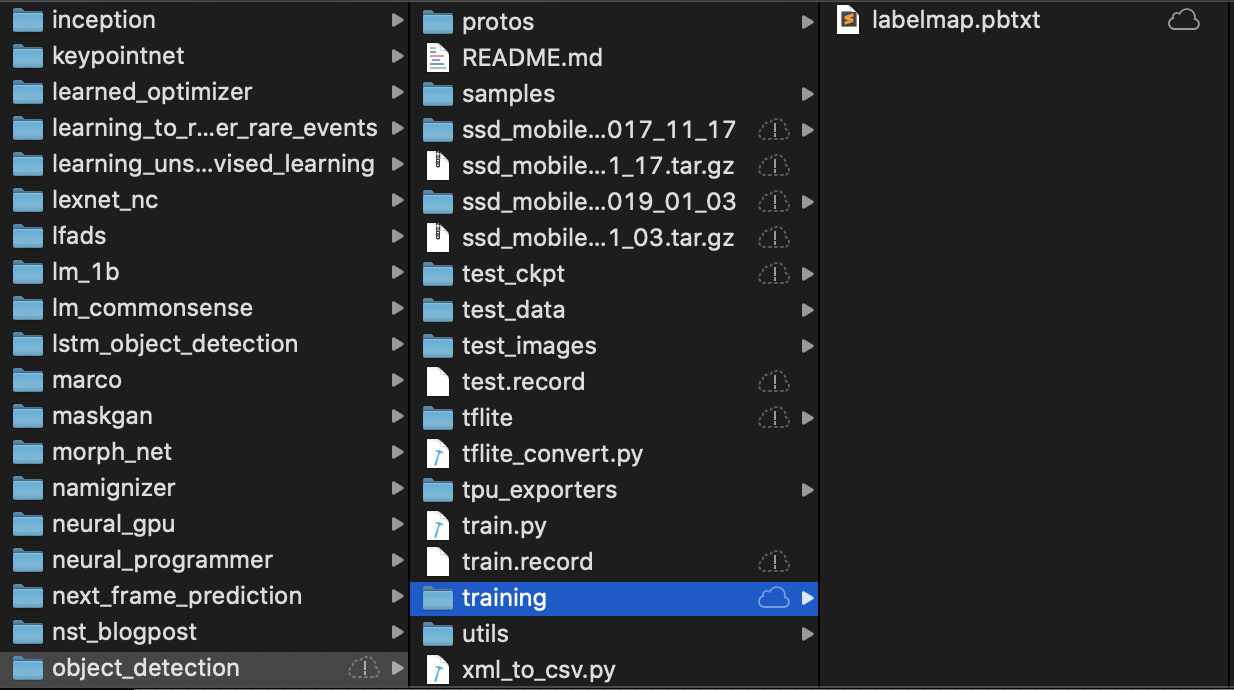 inception
keypointnet
learned_optimizer
learning_to_r...er_rare_events
learning_uns...vised_learning
lexnet_nc
lfads
lm_1b
lm_commonsense
lstm_object_detection
marco
maskgan
morph_net
namignizer
neural_gpu
neural_programmer
next_frame_prediction
nst_blogpost
object_detection
protos
README.md
samples
ssd_mobile...017_11_17
ssd_mobile...1_17.tar.gz
ssd_mobile...019_01_03
ssd_mobile...1_03.tar.gz
test_ckpt
test_data
test_images
test.record
tflite
tflite_convert.py
tpu_exporters
train.py
train.record
training
utils
xml_to_csv.py
labelmap.pbtxt